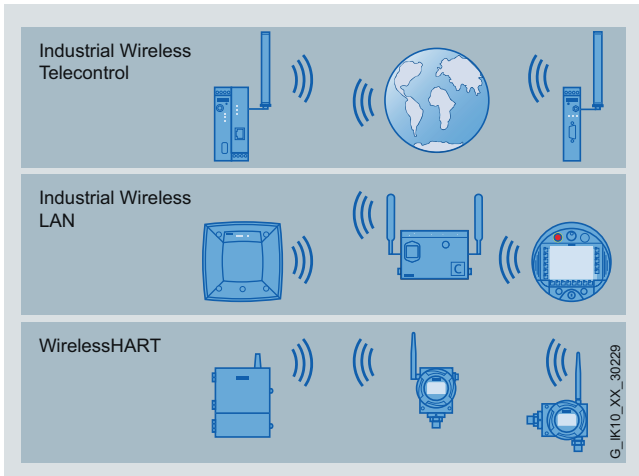 Industrial Wireless
Telecontrol
Industrial Wireless
LAN
WirelessHART
G_IK10_XX_30229